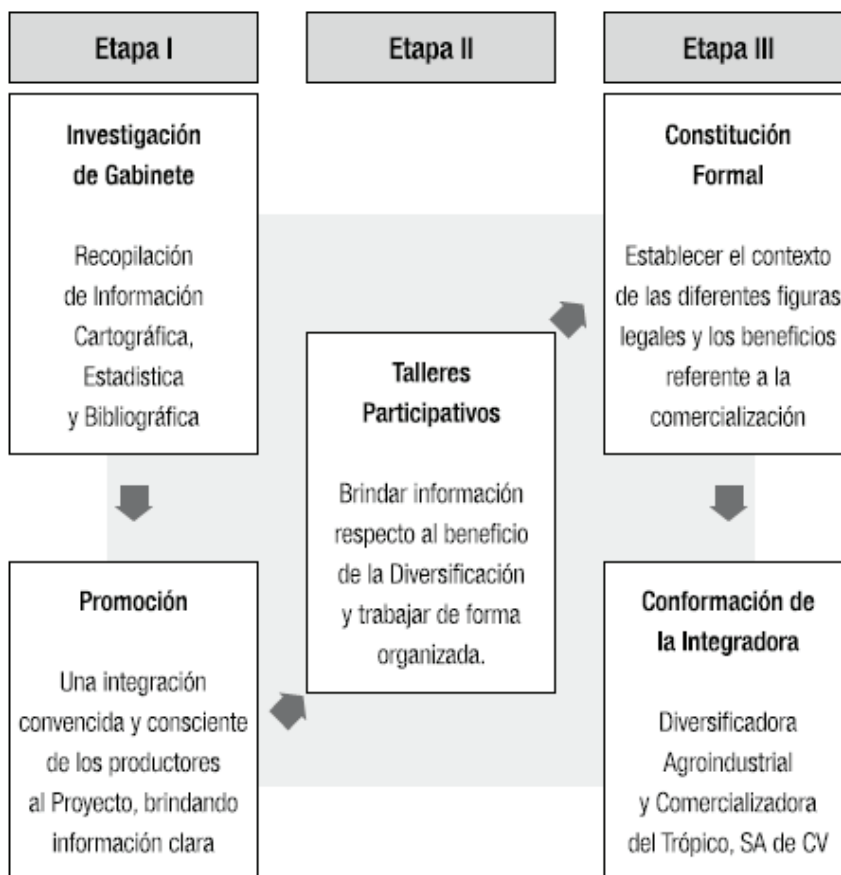 Etapa I
Investigación
de Gabinete
Recopilación
de Información
Cartográfica,
Estadistica
y Bibliográfica
Promoción
Una integración
convencida y consciente
de los productores
al Proyecto, brindando
información clara
Etapa II
Talleres
Participativos
Brindar información
respecto al beneficio
de la Diversificación
y trabajar de forma
organizada.
Etapa III
Constitución
Formal
Establecer el contexto
de las diferentes figuras
legales y los beneficios
referente a la
comercialización
Conformación de
la Integradora
Diversificadora
Agroindustrial
y Comercializadora
del Trópico, SA de CV